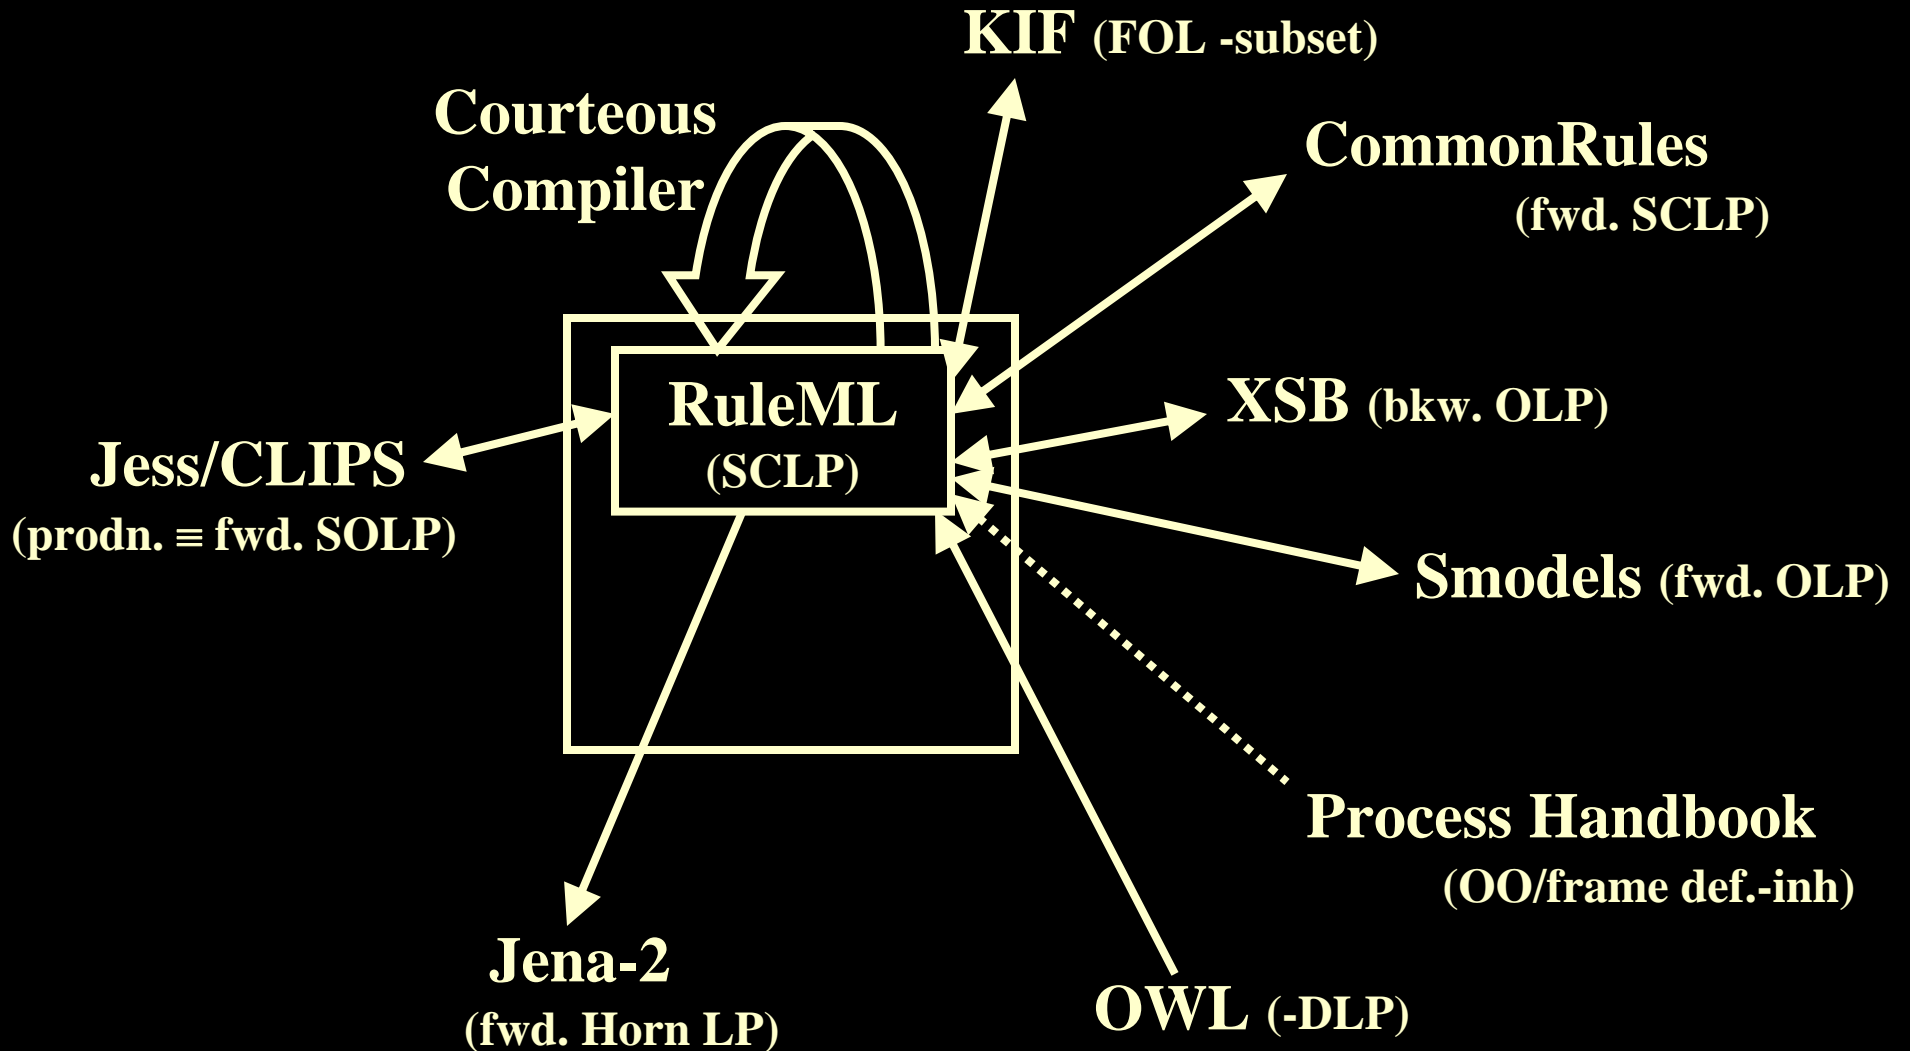 KIF (FOL -subset)
Courteous
Compiler
CommonRules
(fwd. SCLP)
RuleML
(SCLP)
XSB (bkw. OLP)
Jess/CLIPS
(prodn. ≡ fwd. SOLP)
Smodels (fwd. OLP)
Process Handbook
(OO/frame def.-inh)
Jena-2
(fwd. Horn LP)
OWL (-DLP)